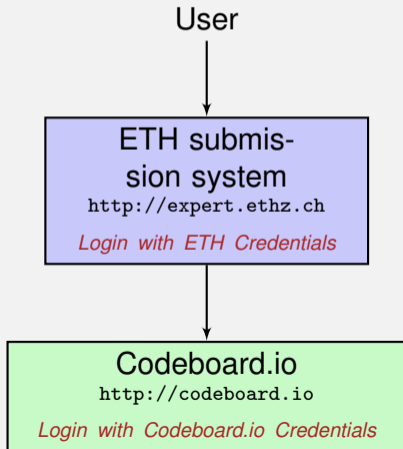 User
ETH submis-
sion system
http://expert.ethz.ch
Login with ETH Credentials
Codeboard.io
http://codeboard.io
Login with Codeboard.io Credentials